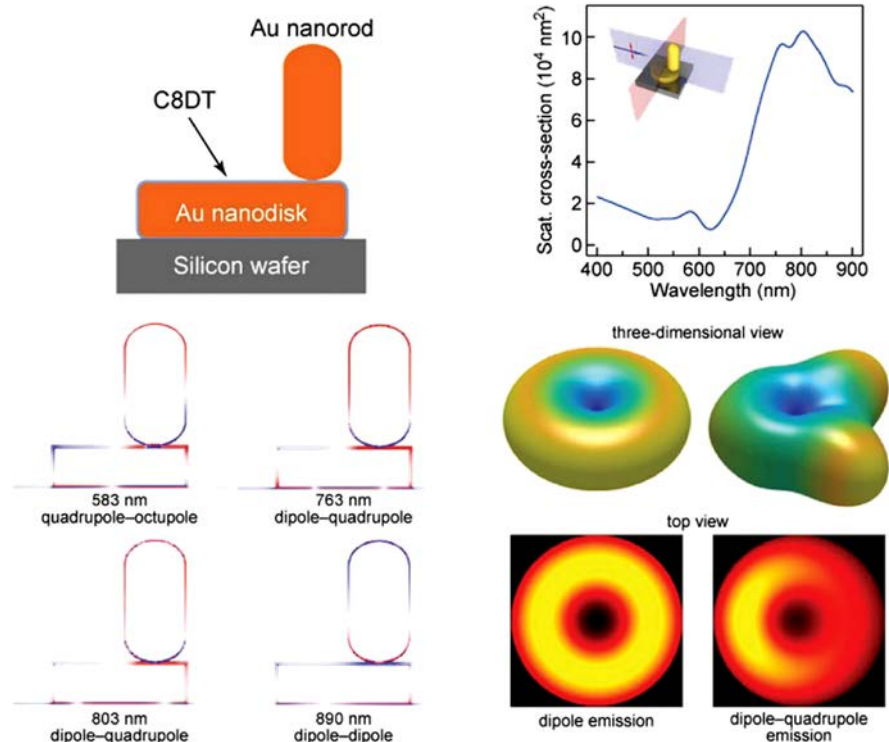 Au nanorod
C8DT
Au nanodisk
Silicon wafer
Scat. cross-section (10⁴ nm²)
10
8
6
4
2
0
400 500 600 700 800 900
Wavelength (nm)
583 nm
quadrupole–octupole
763 nm
dipole–quadrupole
803 nm
dipole–quadrupole
890 nm
dipole–dipole
three-dimensional view
top view
dipole emission
dipole–quadrupole
emission